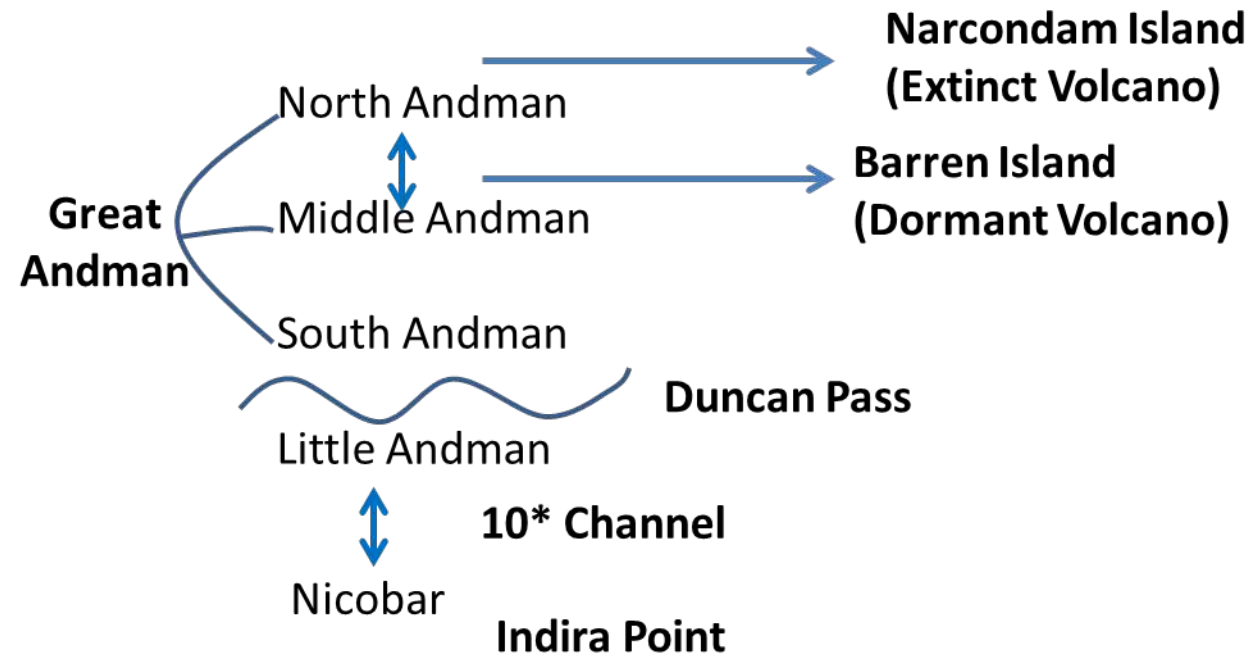 Narcondam Island
(Extinct Volcano)
North Andman
Barren Island
(Dormant Volcano)
Great
Andman
Middle Andman
South Andman
Duncan Pass
Little Andman
10* Channel
Nicobar
Indira Point